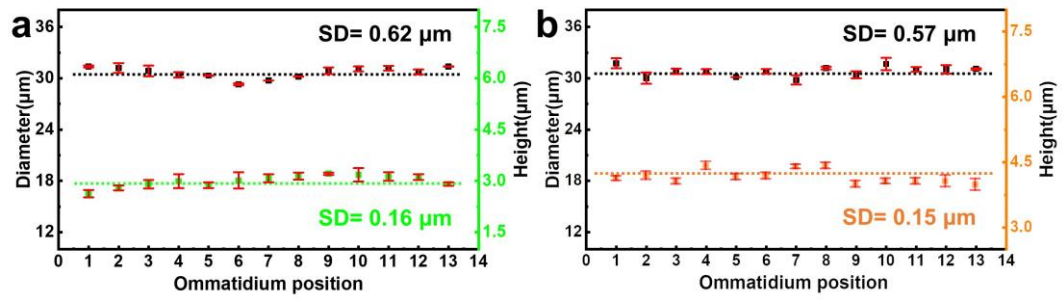 a
SD= 0.62 µm
SD= 0.16 µm
Diameter(µm)
36
30
24
18
12
Height(µm)
7.5
6.0
4.5
3.0
1.5
0 1 2 3 4 5 6 7 8 9 10 11 12 13 14
Ommatidium position
b
SD= 0.57 µm
SD= 0.15 µm
Diameter(µm)
36
30
24
18
12
Height(µm)
7.5
6.0
4.5
3.0
0 1 2 3 4 5 6 7 8 9 10 11 12 13 14
Ommatidium position